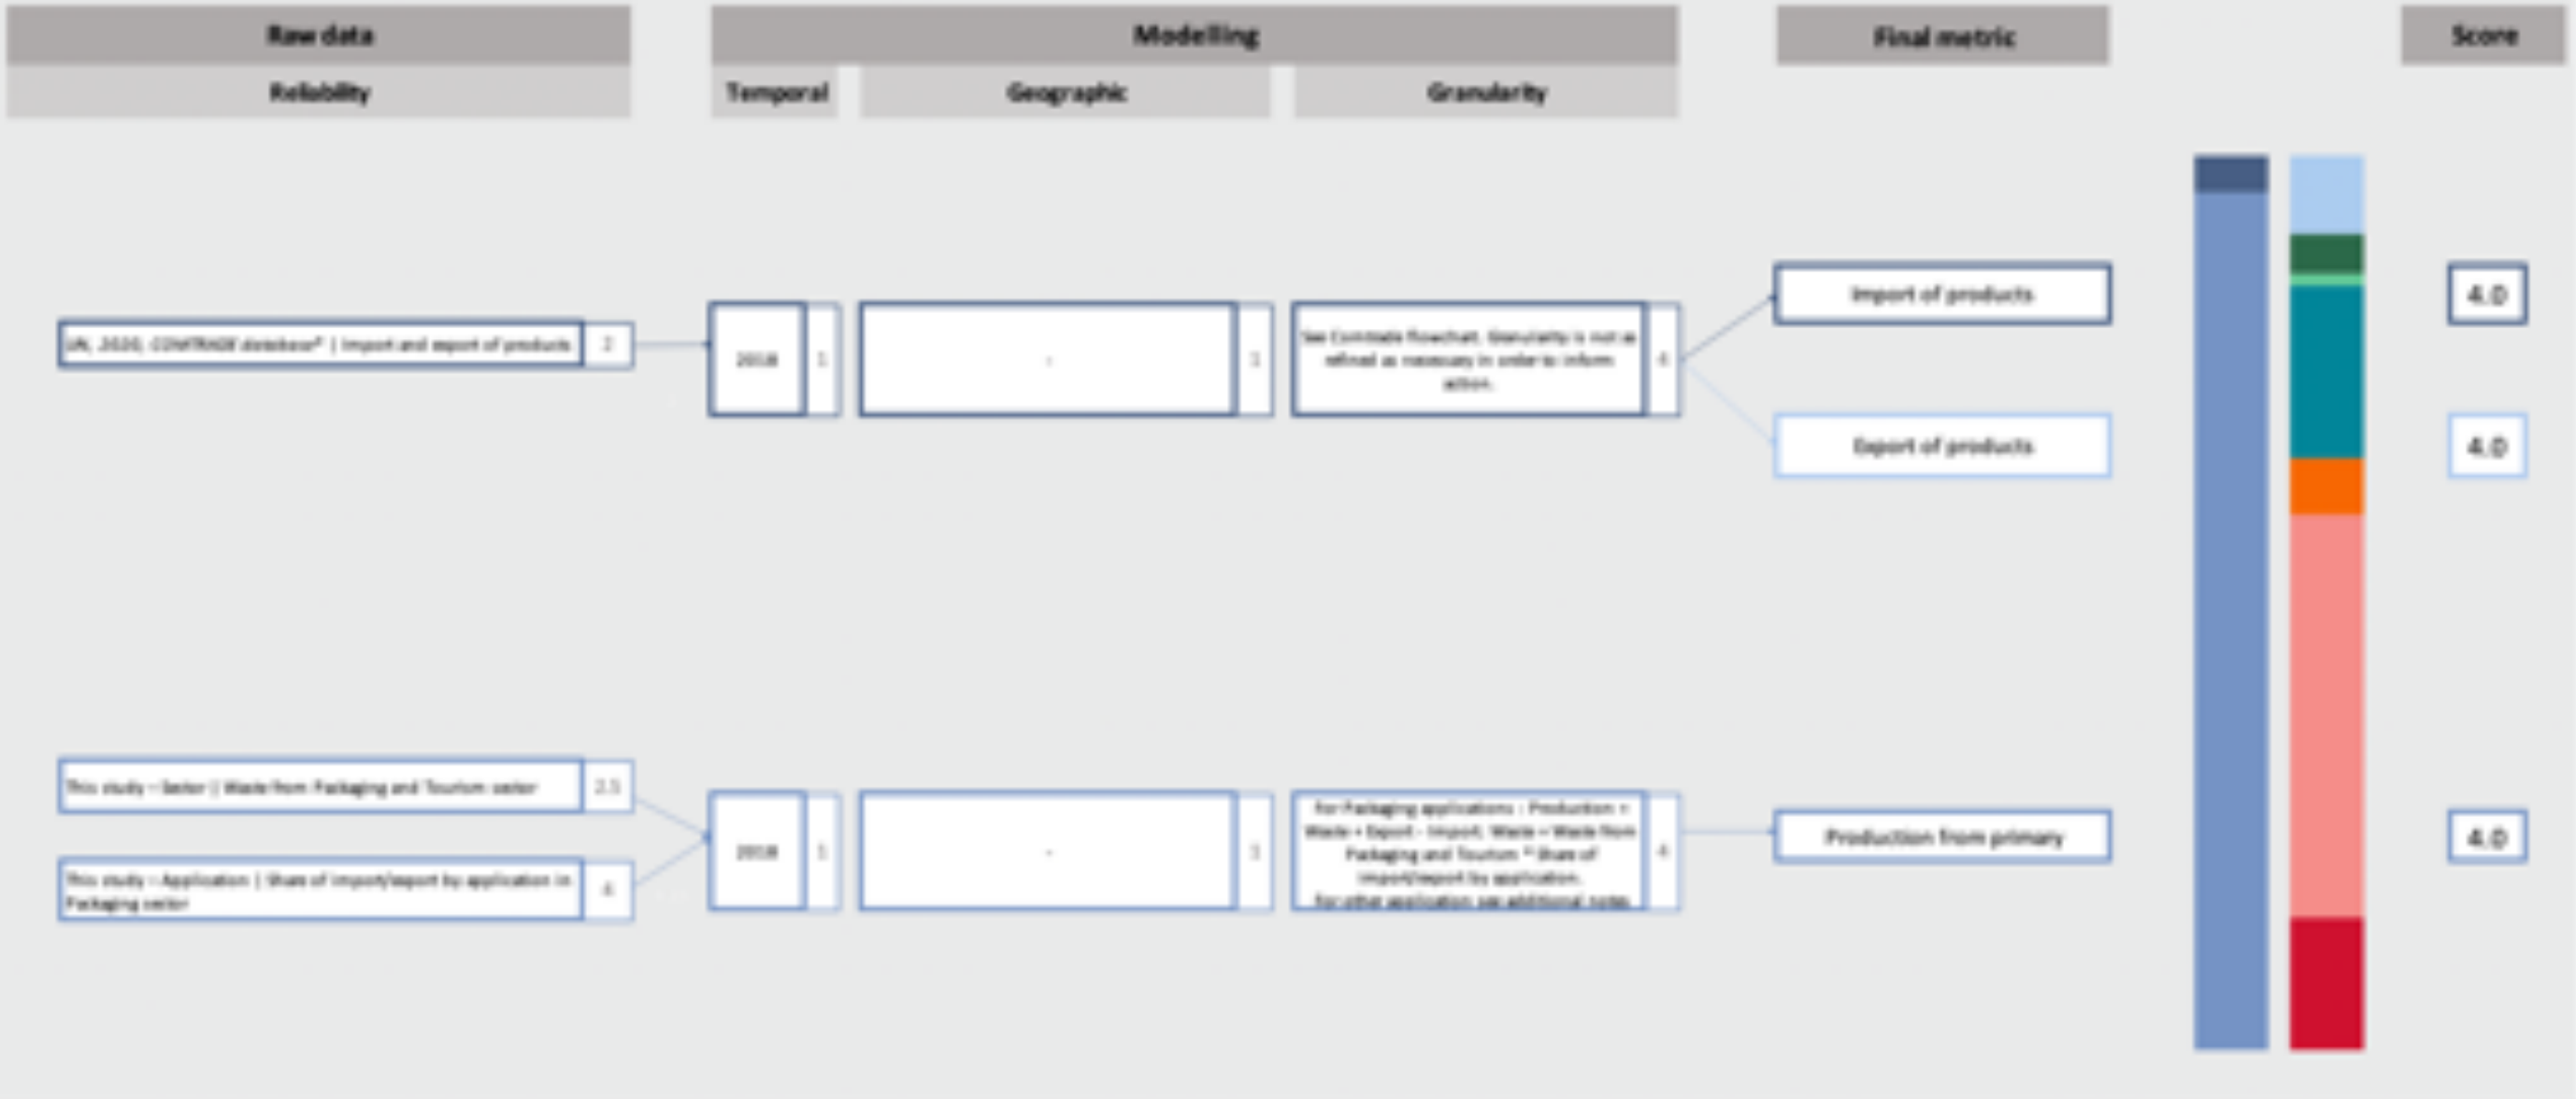 Raw data
Modelling
Final metric
Score
Reliability
Temporal
Geographic
Granularity
UN, 2020, COMTRADE database* | Import and export of products
2
2018
1
-
1
See Comtrade flowchart. Granularity is not as
refined as necessary in order to inform
action.
4
Import of products
4.0
Export of products
4.0
This study – Sector | Waste from Packaging and Tourism sector
2.5
This study – Application | Share of import/export by application in
Packaging sector
4
2018
1
-
1
For Packaging applications : Production =
Waste + Export - Import. Waste = Waste from
Packaging and Tourism * Share of
import/export by application.
For other application see additional notes
4
Production from primary
4.0